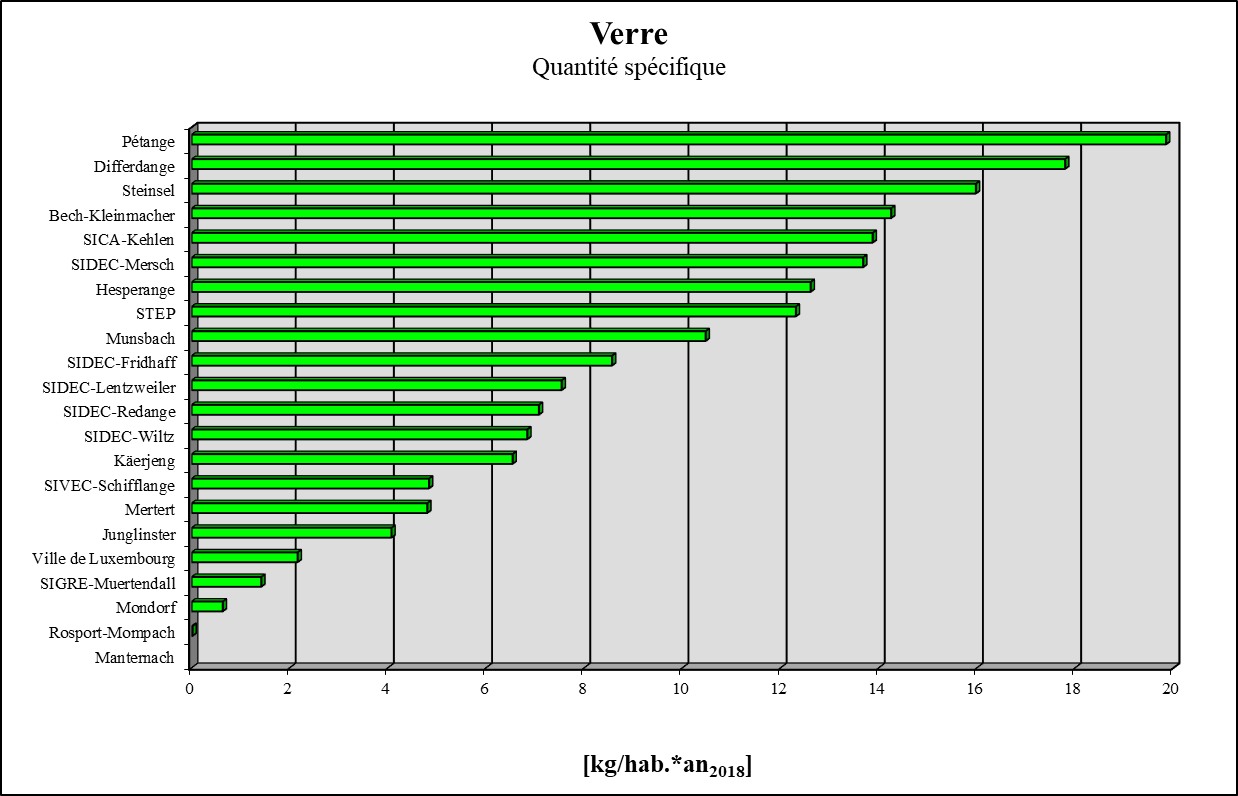 Verre
Quantité spécifique
Pétange
Differdange
Steinsel
Bech-Kleinmacher
SICA-Kehlen
SIDEC-Mersch
Hesperange
STEP
Munsbach
SIDEC-Fridhaff
SIDEC-Lentzweiler
SIDEC-Redange
SIDEC-Wiltz
Käerjeng
SIVEC-Schifflange
Mertert
Junglinster
Ville de Luxembourg
SIGRE-Muertendall
Mondorf
Rosport-Mompach
Manternach
0 2 4 6 8 10 12 14 16 18 20
[kg/hab.*an2018]